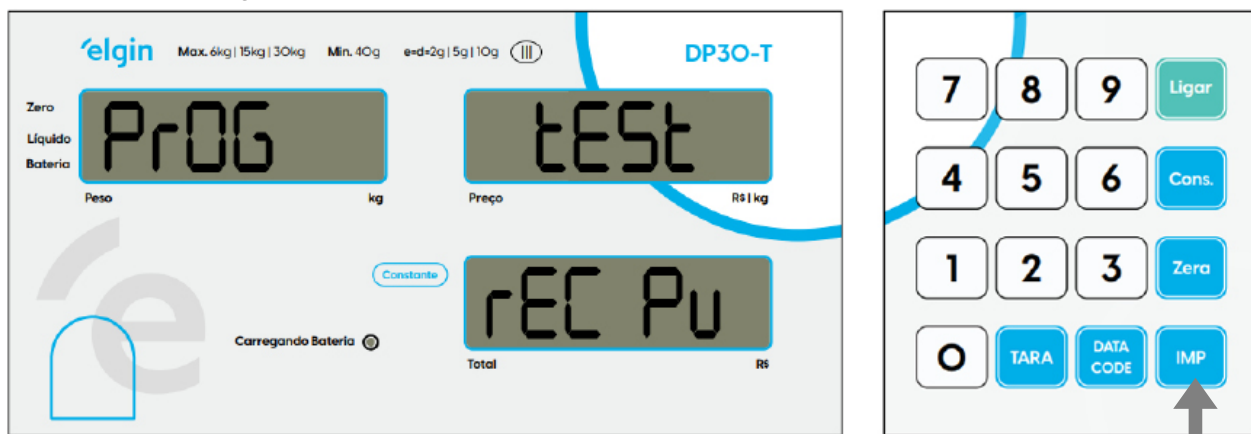 elgin Max. 6kg | 15kg | 30kg Min. 40g e=d=2g | 5g | 10g III DP30-T
Zero
Líquido
Bateria
PrOG tESt
Peso kg Preço R$ | kg
Constante
rEC Pu
Carregando Bateria
Total R$
7 8 9 Ligar
4 5 6 Cons.
1 2 3 Zera
0 TARA DATA CODE IMP